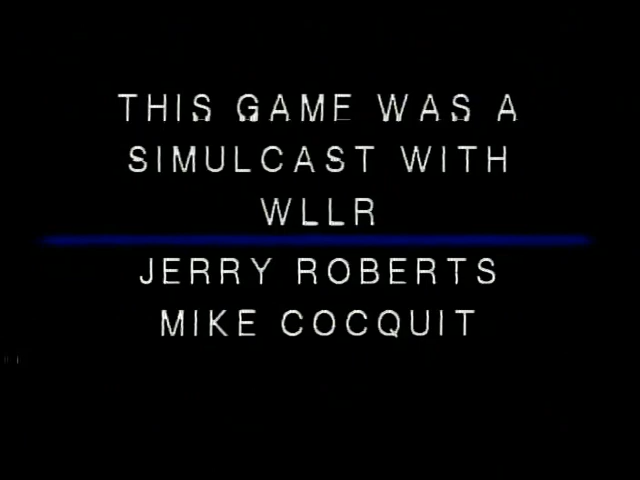 THIS GAME WAS A
SIMULCAST WITH
WLLR
JERRY ROBERTS
MIKE COCQUIT